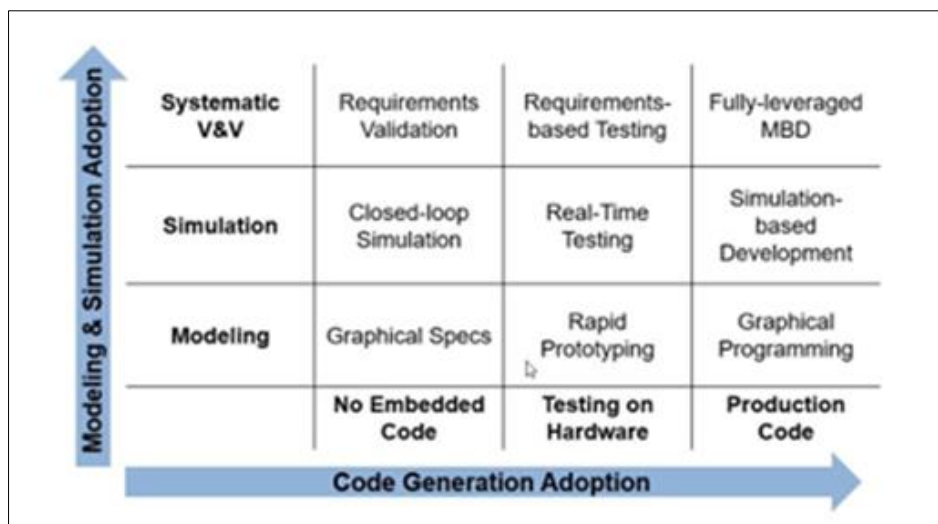 Modeling & Simulation Adoption
Systematic
V&V
Requirements
Validation
Requirements-
based Testing
Fully-leveraged
MBD
Simulation
Closed-loop
Simulation
Real-Time
Testing
Simulation-
based
Development
Modeling
Graphical Specs
Rapid
Prototyping
Graphical
Programming
No Embedded
Code
Testing on
Hardware
Production
Code
Code Generation Adoption